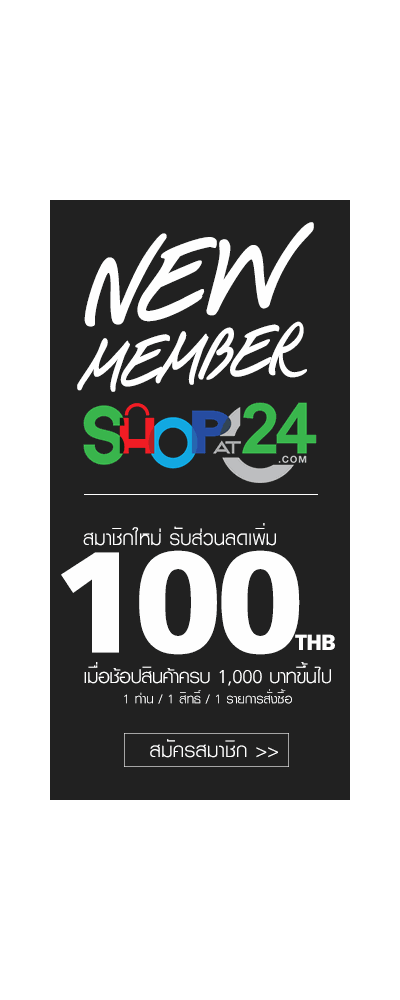 NEW
MEMBER
SHOP AT 24
.COM
สมาชิกใหม่ รับส่วนลดเพิ่ม
100 THB
เมื่อช้อปสินค้าครบ 1,000 บาทขึ้นไป
1 ท่าน / 1 สิทธิ์ / 1 รายการสั่งซื้อ
สมัครสมาชิก >>